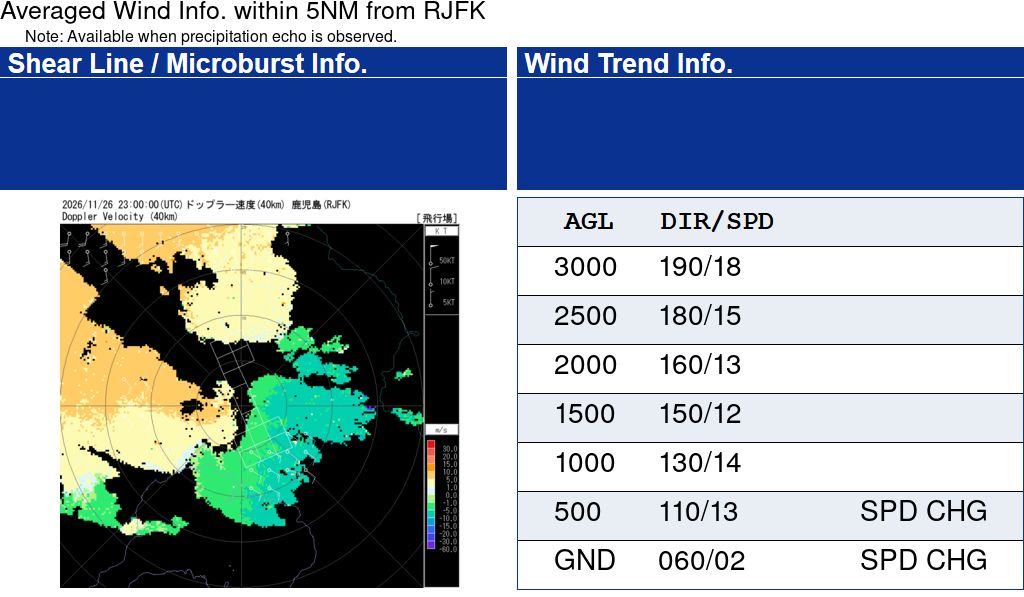 Averaged Wind Info. within 5NM from RJFK
Note: Available when precipitation echo is observed.
Shear Line / Microburst Info.
Wind Trend Info.
2026/11/26 23:00:00(UTC) ドップラー速度(40km) 鹿児島(RJFK)
Doppler Velocity (40km)
[飛行場]
KT
50KT
10KT
5KT
m/s
30.0
20.0
15.0
10.0
5.0
1.0
0.0
-1.0
-5.0
-10.0
-15.0
-20.0
-30.0
-60.0
AGL DIR/SPD
3000 190/18
2500 180/15
2000 160/13
1500 150/12
1000 130/14
500 110/13 SPD CHG
GND 060/02 SPD CHG